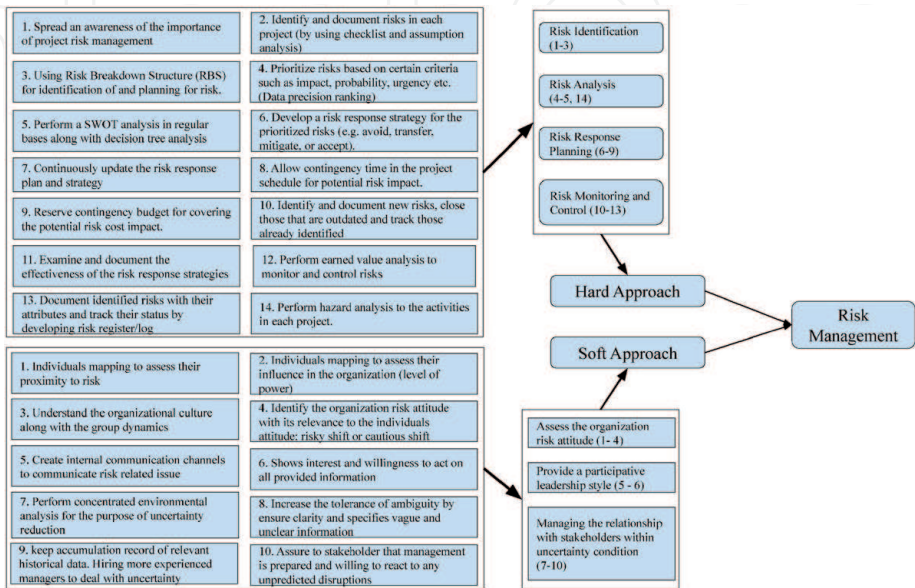 1. Spread an awareness of the importance
of project risk management
2. Identify and document risks in each
project (by using checklist and assumption
analysis)
3. Using Risk Breakdown Structure (RBS)
for identification of and planning for risk.
4. Prioritize risks based on certain criteria
such as impact, probability, urgency etc.
(Data precision ranking)
5. Perform a SWOT analysis in regular
bases along with decision tree analysis
6. Develop a risk response strategy for the
prioritized risks (e.g. avoid, transfer,
mitigate, or accept).
7. Continuously update the risk response
plan and strategy
8. Allow contingency time in the project
schedule for potential risk impact.
9. Reserve contingency budget for covering
the potential risk cost impact.
10. Identify and document new risks, close
those that are outdated and track those
already identified
11. Examine and document the
effectiveness of the risk response strategies
12. Perform earned value analysis to
monitor and control risks
13. Document identified risks with their
attributes and track their status by
developing risk register/log
14. Perform hazard analysis to the activities
in each project.
Risk Identification
(1-3)
Risk Analysis
(4-5, 14)
Risk Response
Planning (6-9)
Risk Monitoring and
Control (10-13)
Hard Approach
Risk
Management
Soft Approach
1. Individuals mapping to assess their
proximity to risk
2. Individuals mapping to assess their
influence in the organization (level of
power)
3. Understand the organizational culture
along with the group dynamics
4. Identify the organization risk attitude
with its relevance to the individuals
attitude: risky shift or cautious shift
5. Create internal communication channels
to communicate risk related issue
6. Shows interest and willingness to act on
all provided information
7. Perform concentrated environmental
analysis for the purpose of uncertainty
reduction
8. Increase the tolerance of ambiguity by
ensure clarity and specifies vague and
unclear information
9. keep accumulation record of relevant
historical data. Hiring more experienced
managers to deal with uncertainty
10. Assure to stakeholder that management
is prepared and willing to react to any
unpredicted disruptions
Assess the organization
risk attitude (1- 4)
Provide a participative
leadership style (5 - 6)
Managing the relationship
with stakeholders within
uncertainty condition
(7-10)